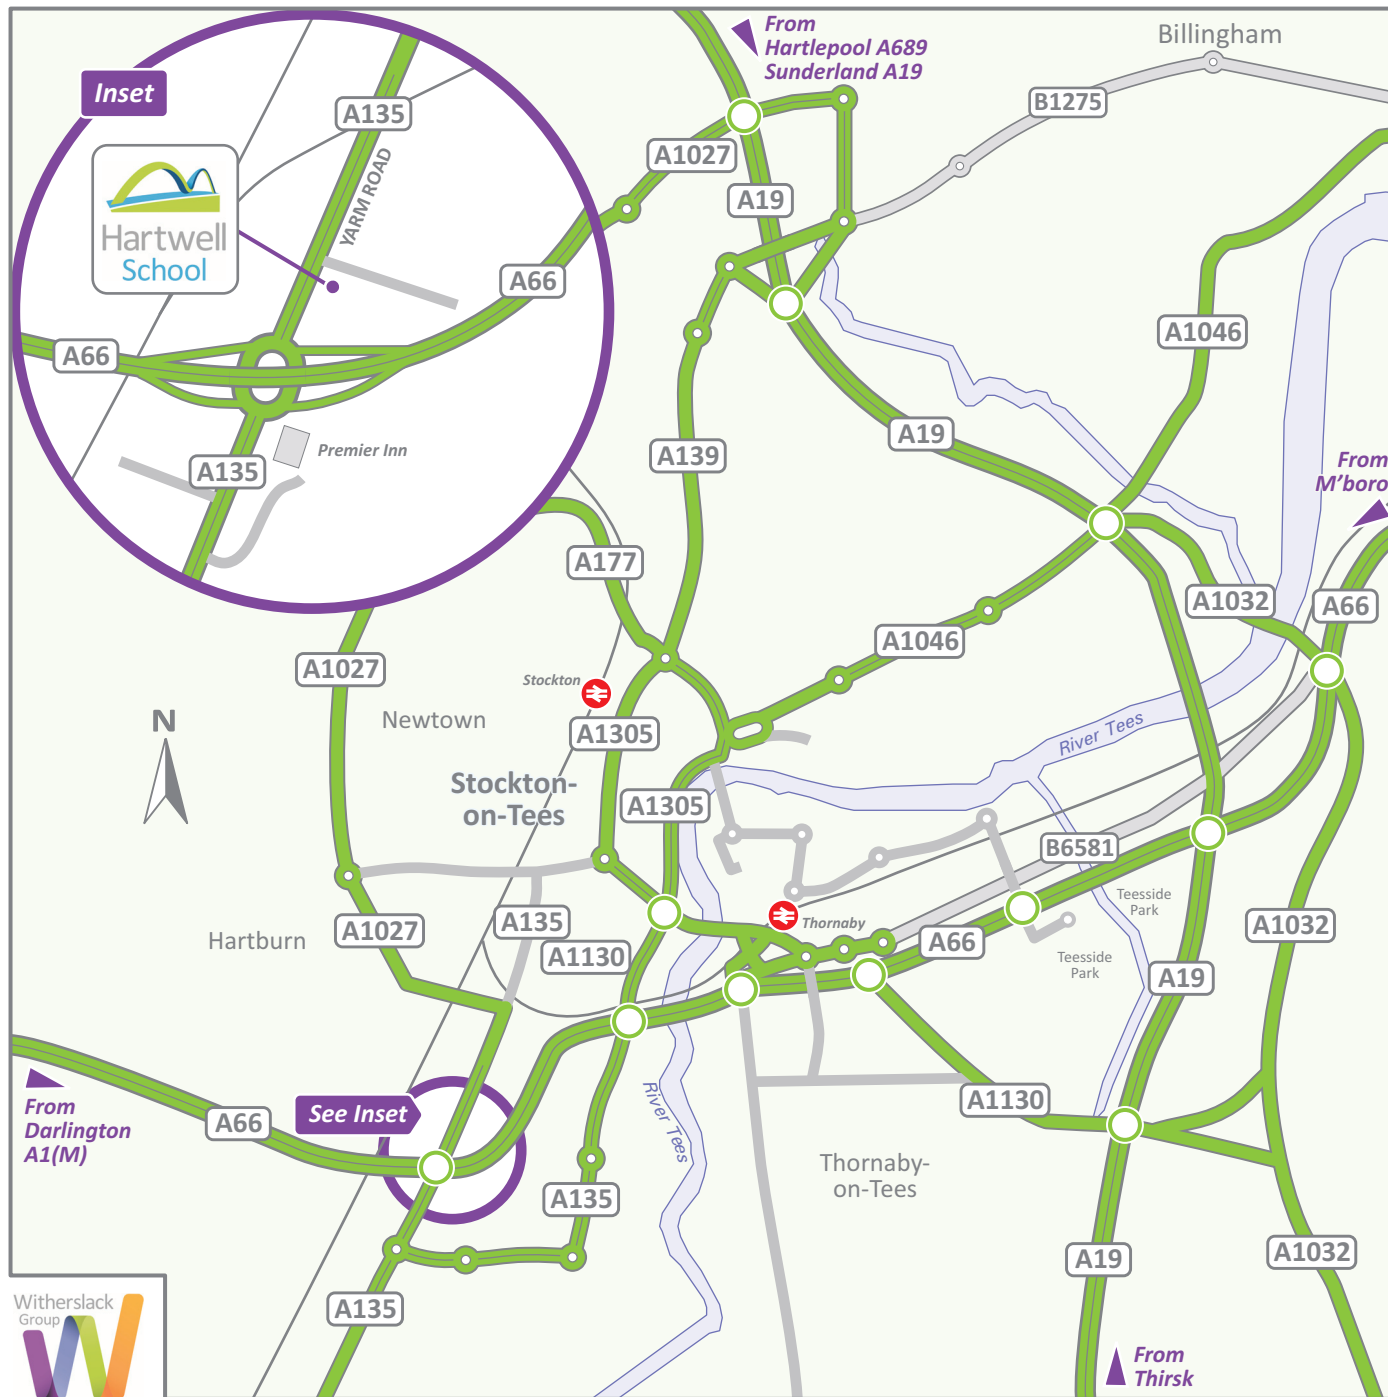 Inset
A135
YARM ROAD
Hartwell
School
A66
A66
A135
Premier Inn
From
Hartlepool A689
Sunderland A19
Billingham
B1275
A1027
A19
A1046
A139
A19
From
M'boro
A177
A1032
A66
A1046
A1027
Stockton
Newtown
A1305
River Tees
N
Stockton-
on-Tees
A1305
B6581
Teesside
Park
A1027
A135
Thornaby
A1032
Hartburn
A1130
A66
Teesside
Park
A19
From
Darlington
A1(M)
A66
See Inset
River Tees
A1130
Thornaby-
on-Tees
A135
A19
A1032
Witherslack
Group
A135
From
Thirsk